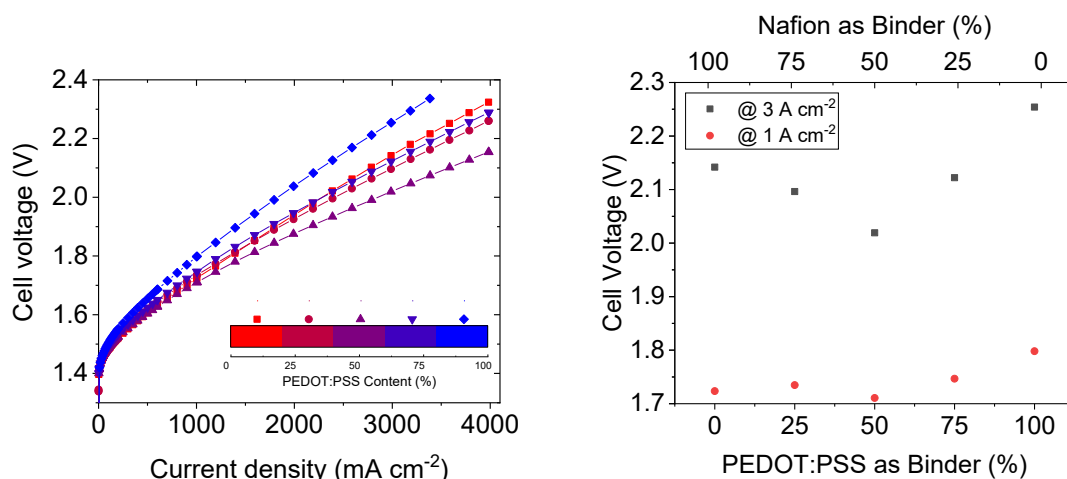 2.4
2.2
2.0
1.8
1.6
1.4
Cell voltage (V)
0 25 50 75 100
PEDOT:PSS Content (%)
0 1000 2000 3000 4000
Current density (mA cm⁻²)
Nafion as Binder (%)
100 75 50 25 0
2.3
2.2
2.1
2.0
1.9
1.8
1.7
Cell Voltage (V)
@ 3 A cm⁻²
@ 1 A cm⁻²
0 25 50 75 100
PEDOT:PSS as Binder (%)